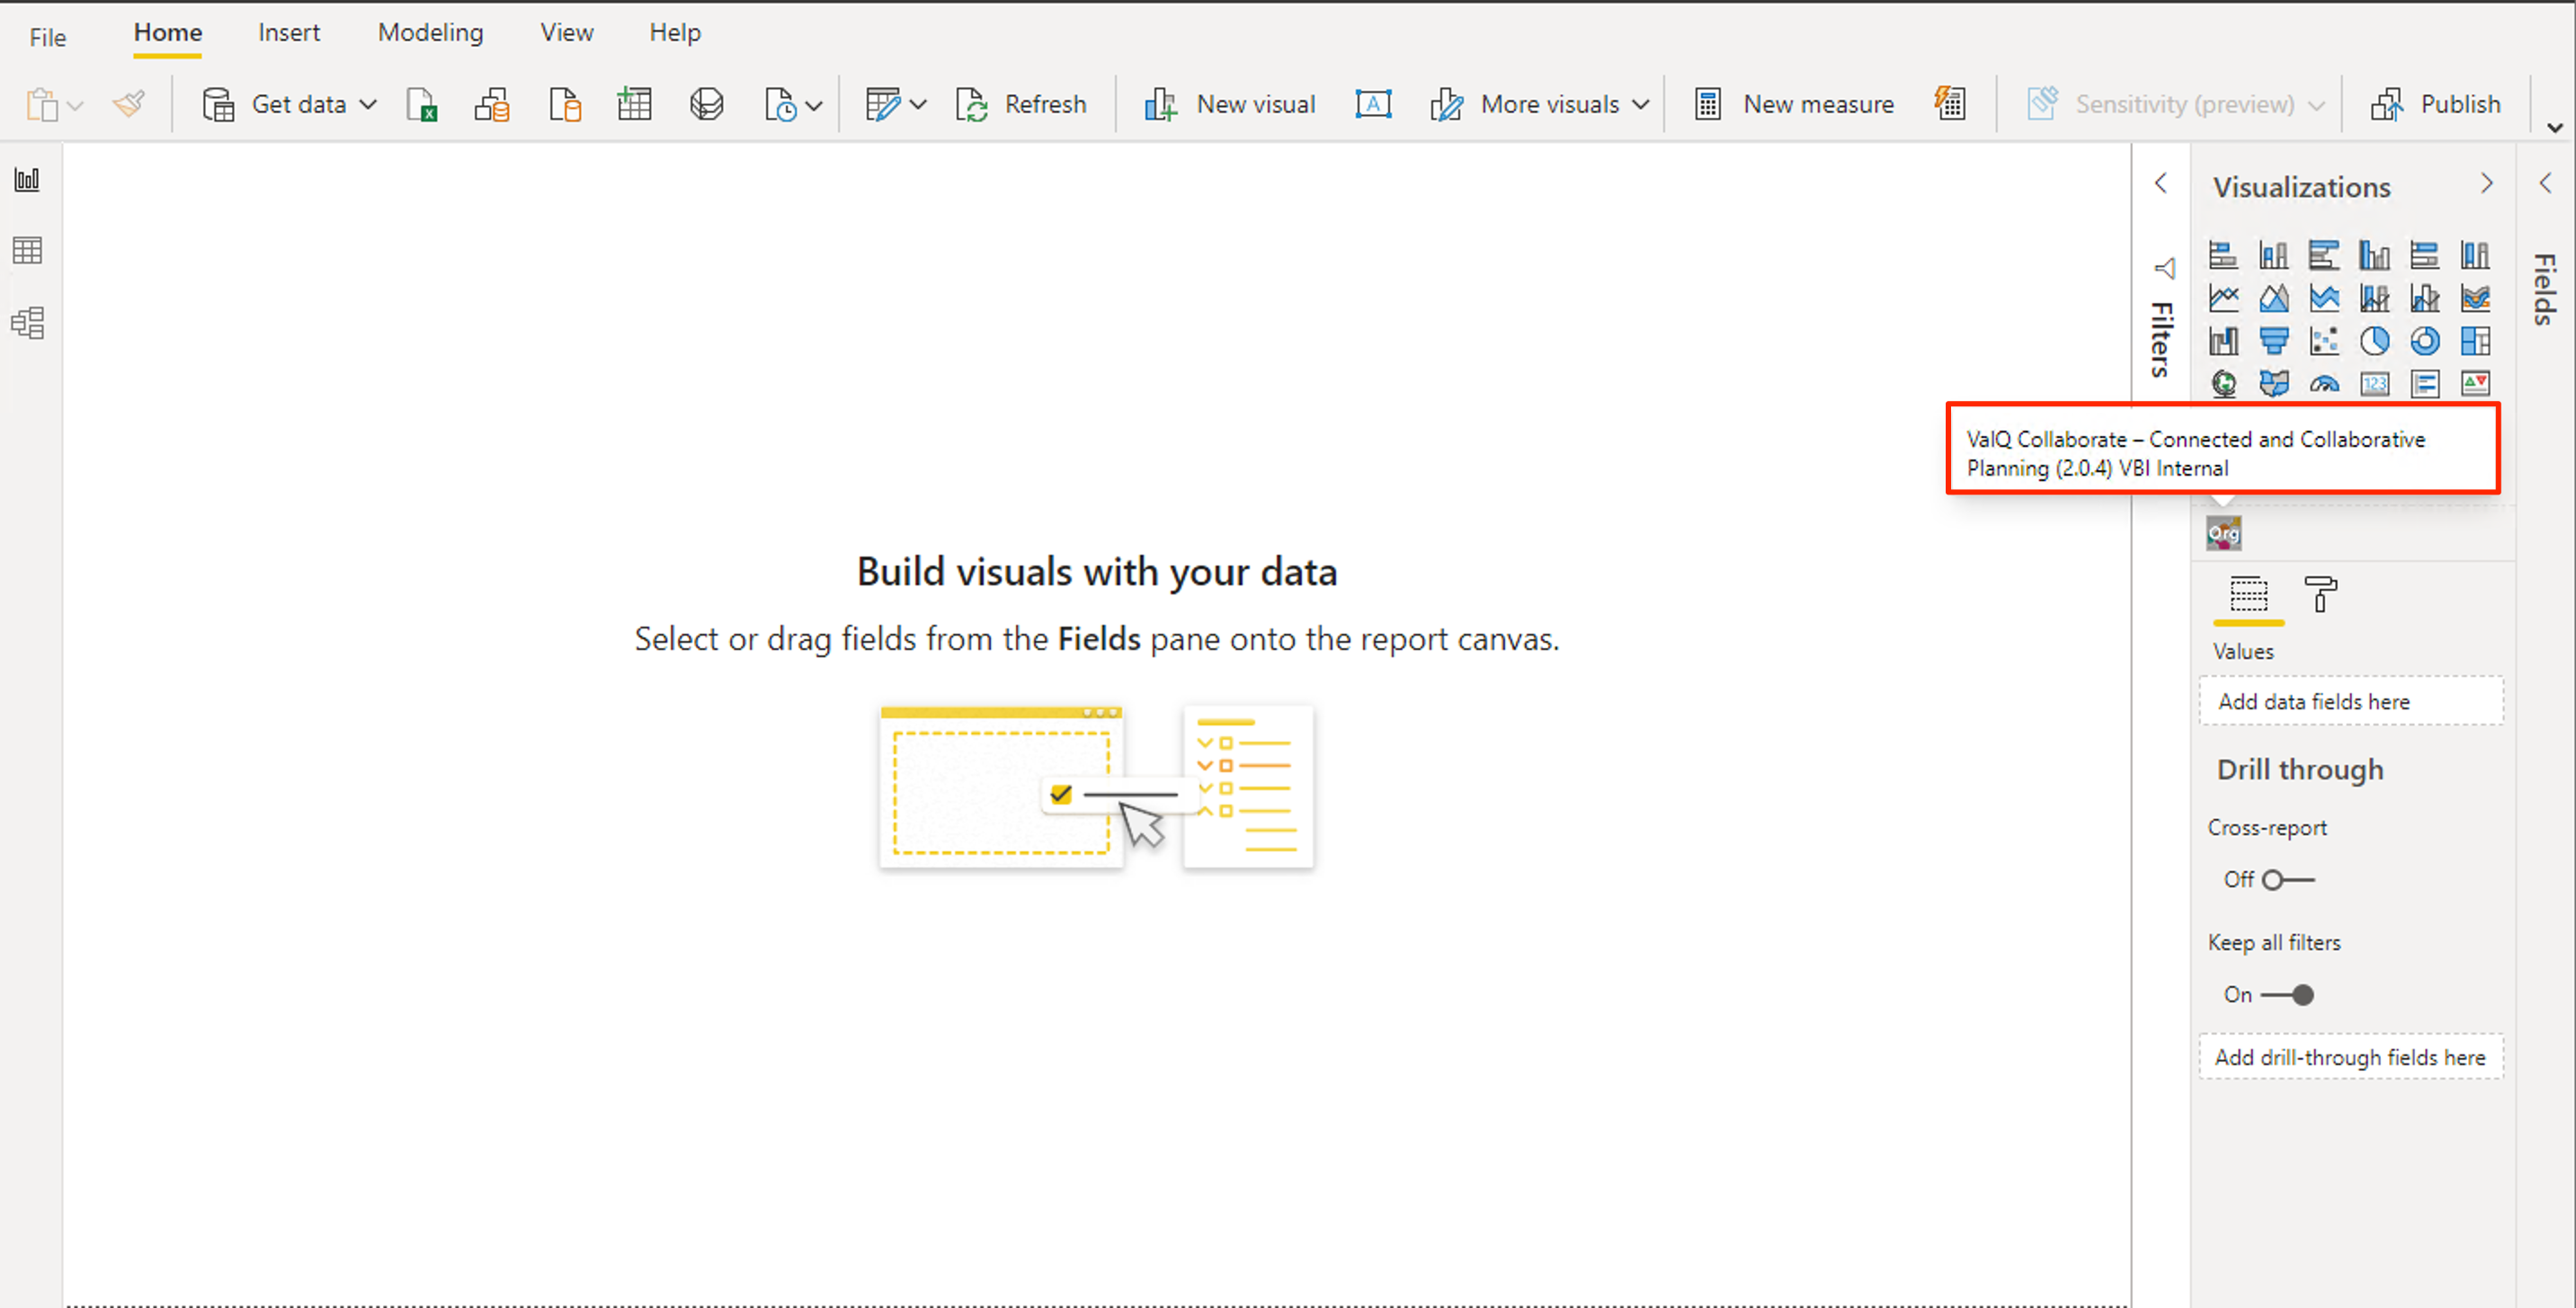 File Home Insert Modeling View Help
Get data Refresh New visual More visuals New measure Sensitivity (preview) Publish
Visualizations
Fields
Filters
123
ValQ Collaborate – Connected and Collaborative
Planning (2.0.4) VBI Internal
Org
Build visuals with your data
Select or drag fields from the Fields pane onto the report canvas.
Values
Add data fields here
Drill through
Cross-report
Off
Keep all filters
On
Add drill-through fields here